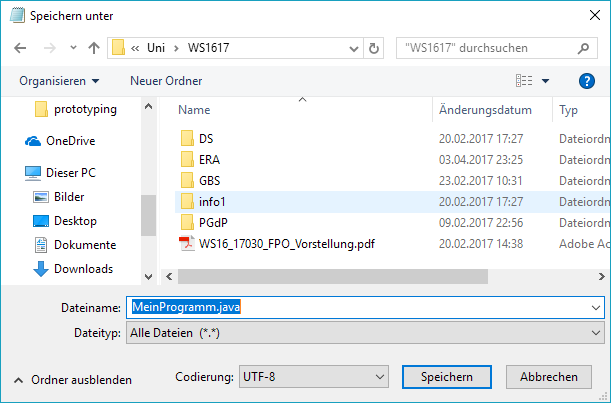 Speichern unter
« Uni > WS1617
"WS1617" durchsuchen
Organisieren
Neuer Ordner
?
prototyping
OneDrive
Dieser PC
Bilder
Desktop
Dokumente
Downloads
Name Änderungsdatum Typ
DS 20.02.2017 17:27 Dateiordn
ERA 03.04.2017 23:25 Dateiordn
GBS 23.02.2017 10:31 Dateiordn
info1 20.02.2017 17:27 Dateiordn
PGdP 09.02.2017 22:56 Dateiordn
WS16_17030_FPO_Vorstellung.pdf 20.02.2017 14:38 Adobe Ac
Dateiname: MeinProgramm.java
Dateityp: Alle Dateien (*.*)
Ordner ausblenden
Codierung: UTF-8
Speichern
Abbrechen